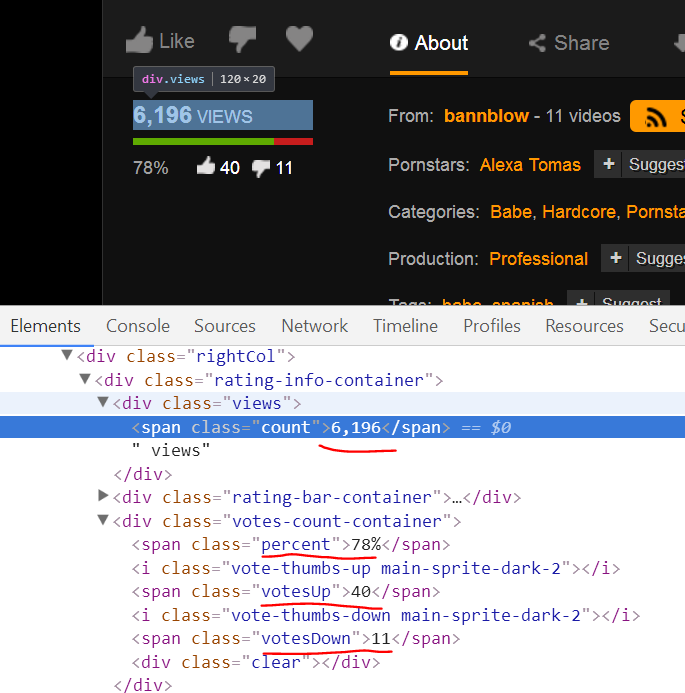 Like
About
Share
div.views | 120 × 20
6,196 VIEWS
From: bannblow - 11 videos
78% 40 11
Pornstars: Alexa Tomas + Suggest
Categories: Babe, Hardcore, Pornsta
Production: Professional + Sugges
Tags: babe, spanish + Suggest
Elements Console Sources Network Timeline Profiles Resources Secu
▼<div class="rightCol">
▼<div class="rating-info-container">
▼<div class="views">
<span class="count">6,196</span> == $0
" views"
</div>
▶<div class="rating-bar-container">…</div>
▼<div class="votes-count-container">
<span class="percent">78%</span>
<i class="vote-thumbs-up main-sprite-dark-2"></i>
<span class="votesUp">40</span>
<i class="vote-thumbs-down main-sprite-dark-2"></i>
<span class="votesDown">11</span>
<div class="clear"></div>
</div>